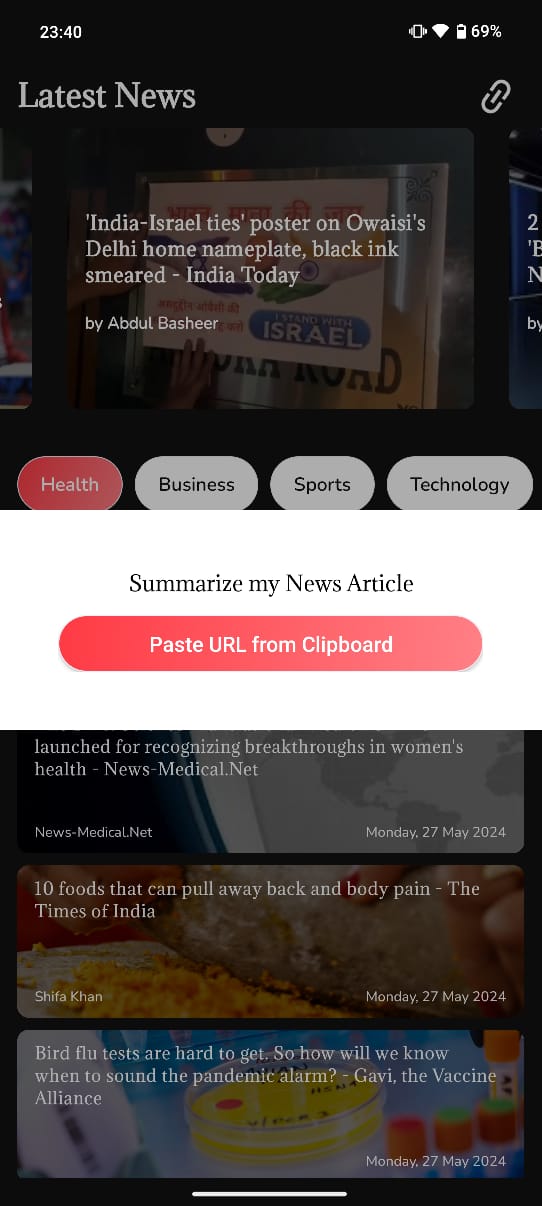 23:40
69%
Latest News
'India-Israel ties' poster on Owaisi's
Delhi home nameplate, black ink
smeared - India Today
by Abdul Basheer
I STAND WITH
ISRAEL
ROAD
2
by
Health
Business
Sports
Technology
Summarize my News Article
Paste URL from Clipboard
launched for recognizing breakthroughs in women's
health - News-Medical.Net
News-Medical.Net
Monday, 27 May 2024
10 foods that can pull away back and body pain - The
Times of India
Shifa Khan
Monday, 27 May 2024
Bird flu tests are hard to get. So how will we know
when to sound the pandemic alarm? - Gavi, the Vaccine
Alliance
Monday, 27 May 2024